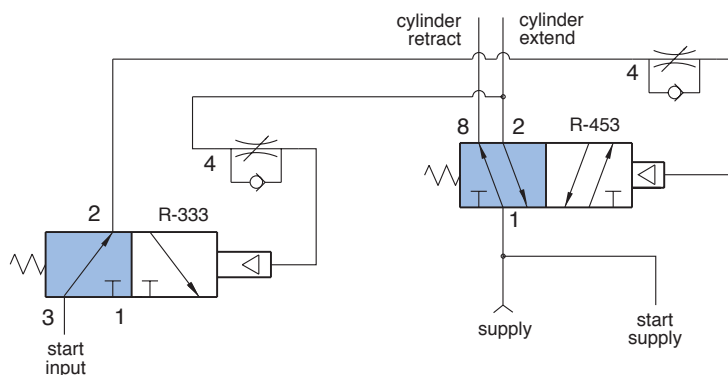 cylinder
retract
cylinder
extend
4
8
2
R-453
4
2
R-333
1
3
1
start
input
supply
start
supply